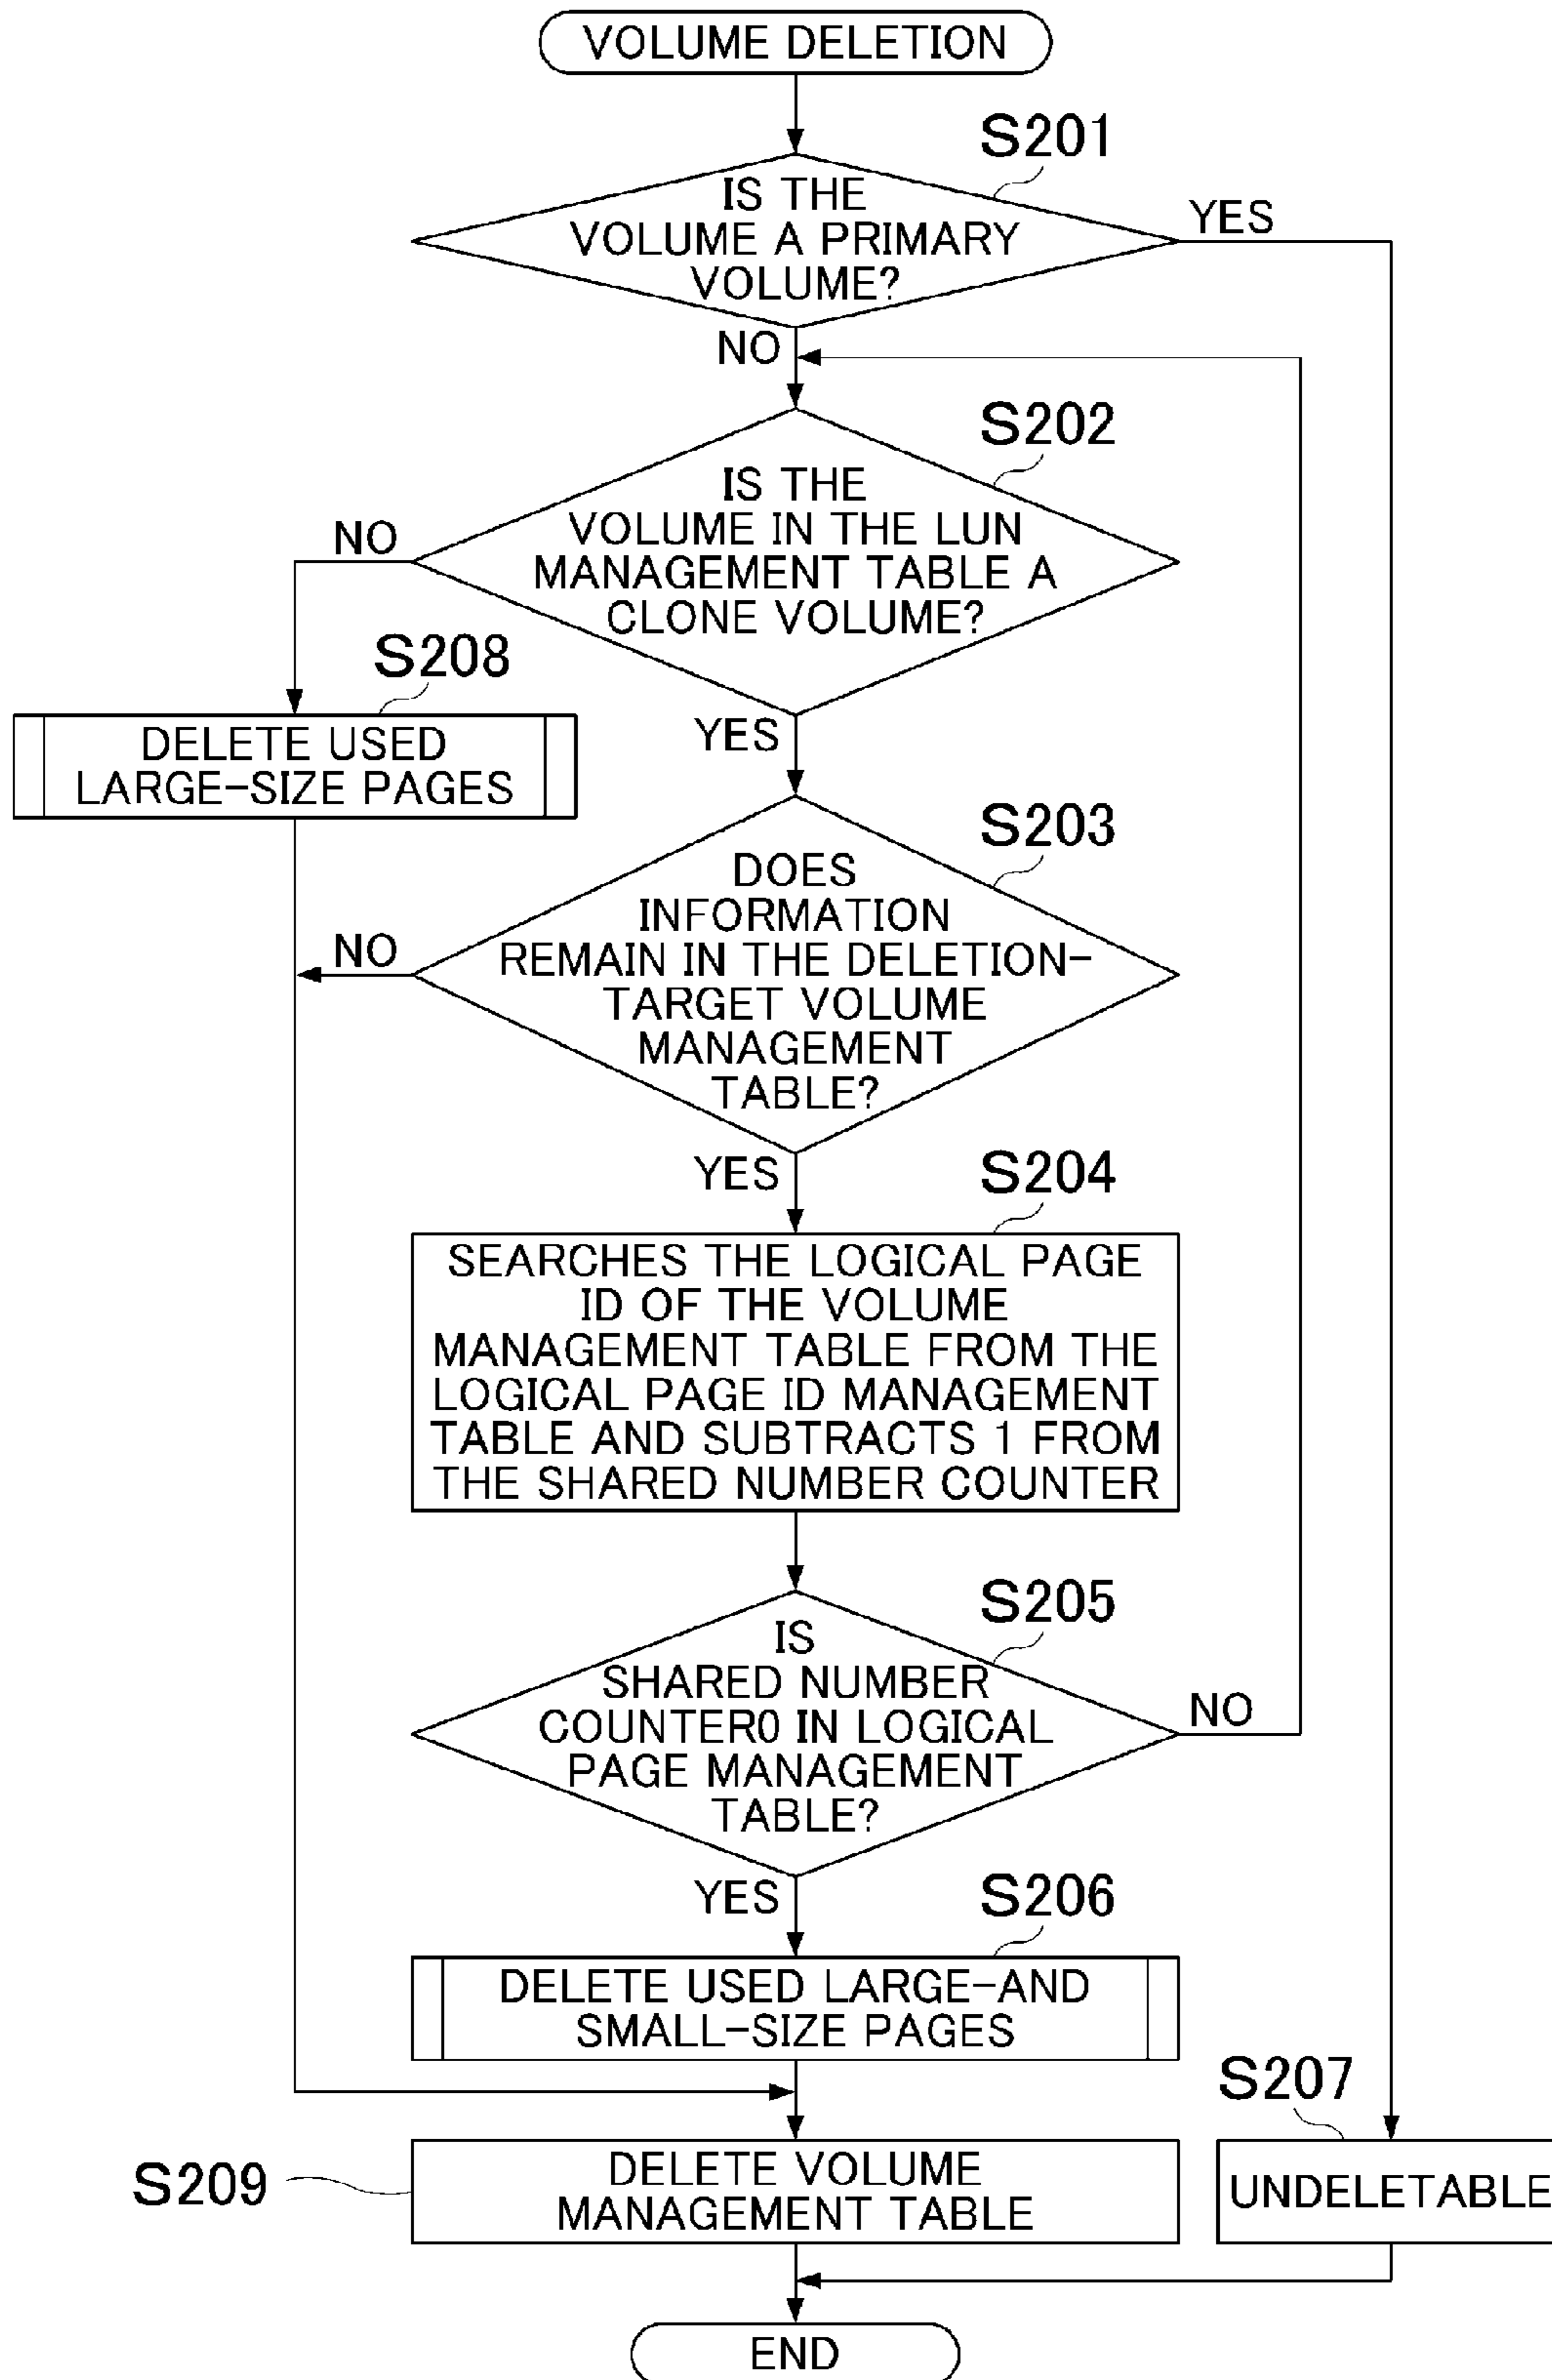 VOLUME DELETION
S201
IS THE
VOLUME A PRIMARY
VOLUME?
YES
NO
S202
IS THE
VOLUME IN THE LUN
MANAGEMENT TABLE A
CLONE VOLUME?
NO
S208
DELETE USED
LARGE-SIZE PAGES
YES
S203
DOES
INFORMATION
REMAIN IN THE DELETION-
TARGET VOLUME
MANAGEMENT
TABLE?
NO
YES
S204
SEARCHES THE LOGICAL PAGE
ID OF THE VOLUME
MANAGEMENT TABLE FROM THE
LOGICAL PAGE ID MANAGEMENT
TABLE AND SUBTRACTS 1 FROM
THE SHARED NUMBER COUNTER
S205
IS
SHARED NUMBER
COUNTER0 IN LOGICAL
PAGE MANAGEMENT
TABLE?
NO
YES
S206
DELETE USED LARGE-AND
SMALL-SIZE PAGES
S207
UNDELETABLE
S209
DELETE VOLUME
MANAGEMENT TABLE
END